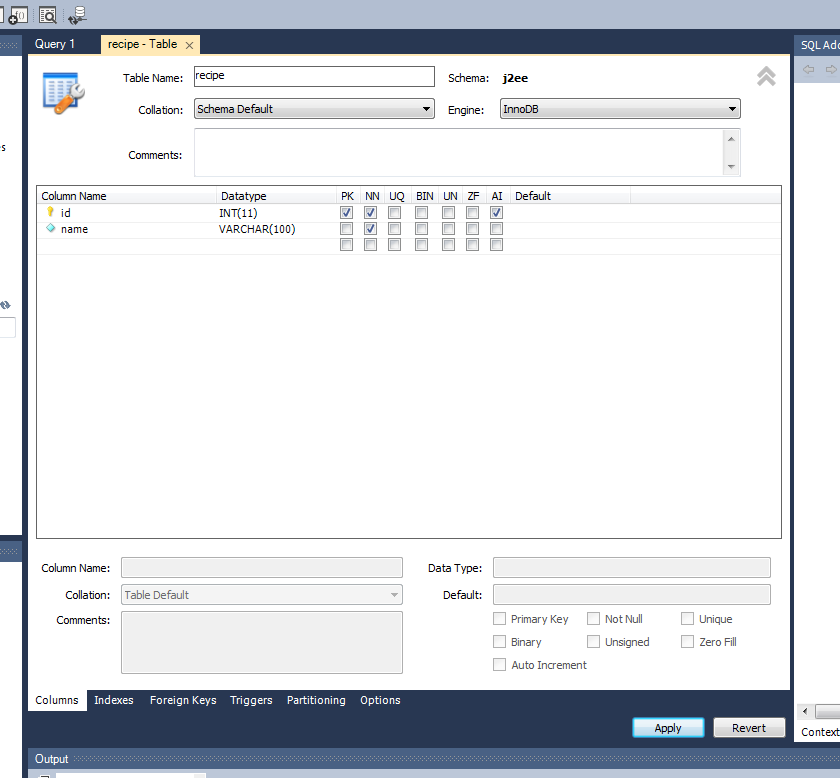 Query 1
recipe - Table
SQL Add
Table Name: recipe
Schema: j2ee
Collation: Schema Default
Engine: InnoDB
Comments:
Column Name Datatype PK NN UQ BIN UN ZF AI Default
id INT(11)
name VARCHAR(100)
Column Name:
Data Type:
Collation: Table Default
Default:
Comments:
Primary Key Not Null Unique
Binary Unsigned Zero Fill
Auto Increment
Columns Indexes Foreign Keys Triggers Partitioning Options
Apply Revert
Context
Output